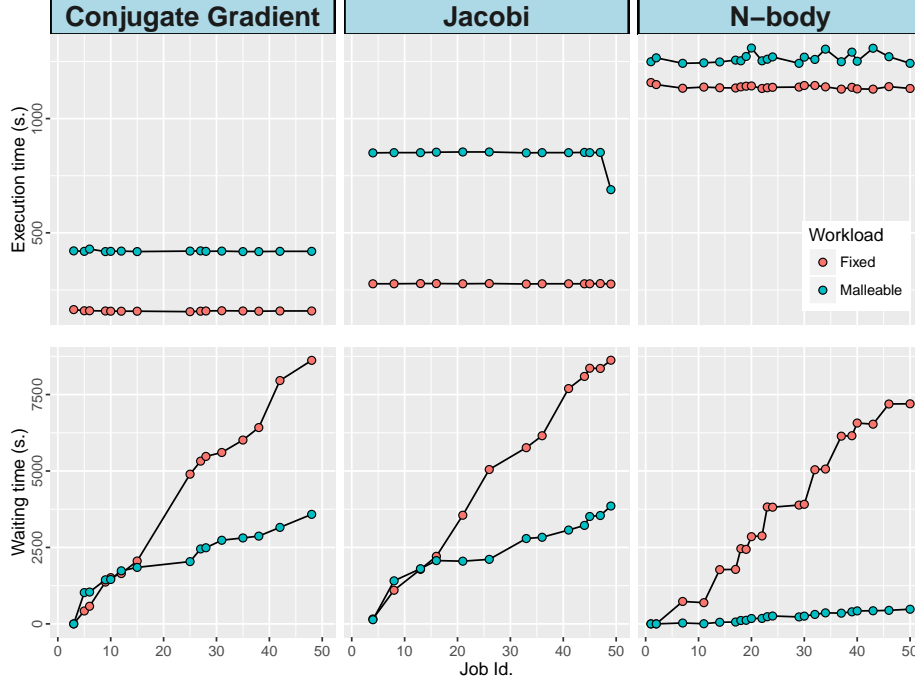 Conjugate Gradient
Jacobi
N−body
Execution time (s.)
1000
500
Workload
Fixed
Malleable
Waiting time (s.)
7500
5000
2500
0
0 10 20 30 40 50
0 10 20 30 40 50
0 10 20 30 40 50
Job Id.